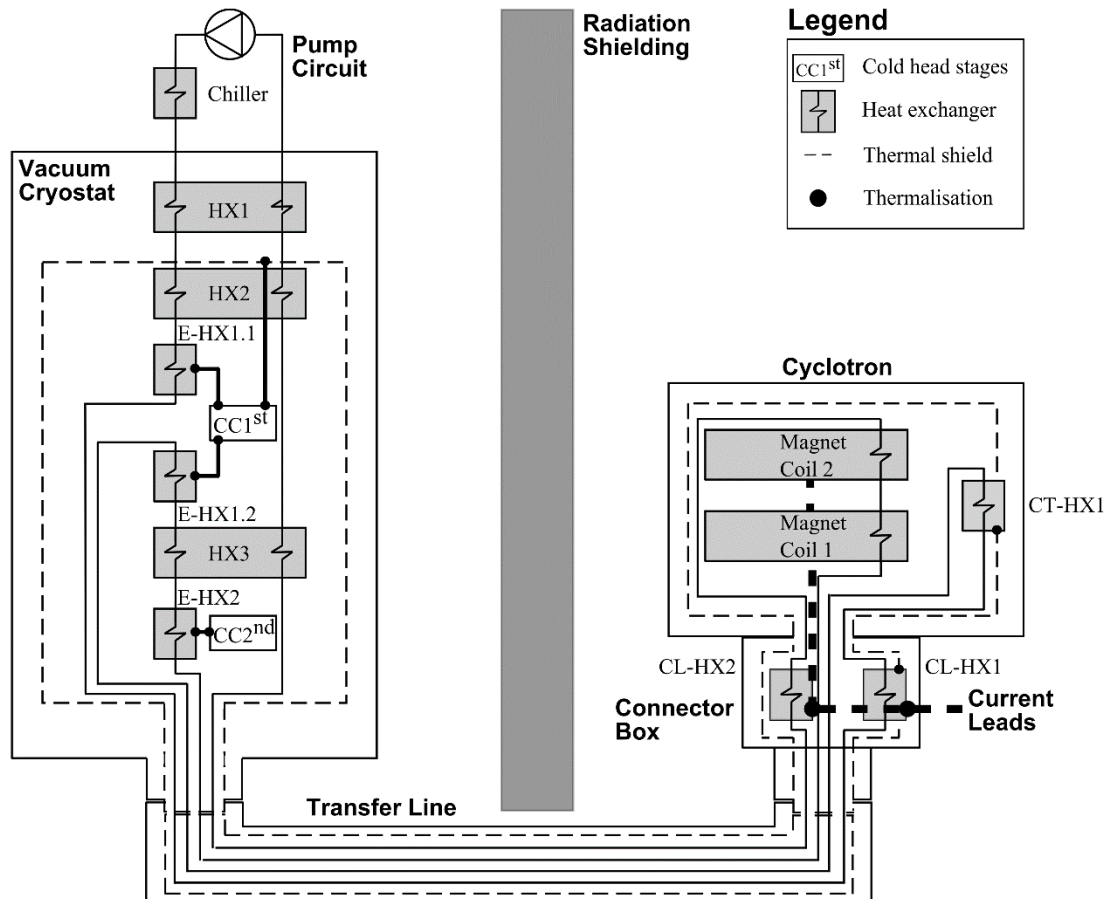 Pump
Circuit
Chiller
Vacuum
Cryostat
HX1
HX2
E-HX1.1
CC1st
E-HX1.2
HX3
E-HX2
CC2nd
Radiation
Shielding
Transfer Line
Legend
CC1st
Cold head stages
Heat exchanger
Thermal shield
Thermalisation
Cyclotron
Magnet
Coil 2
Magnet
Coil 1
CT-HX1
CL-HX2
CL-HX1
Connector
Box
Current
Leads